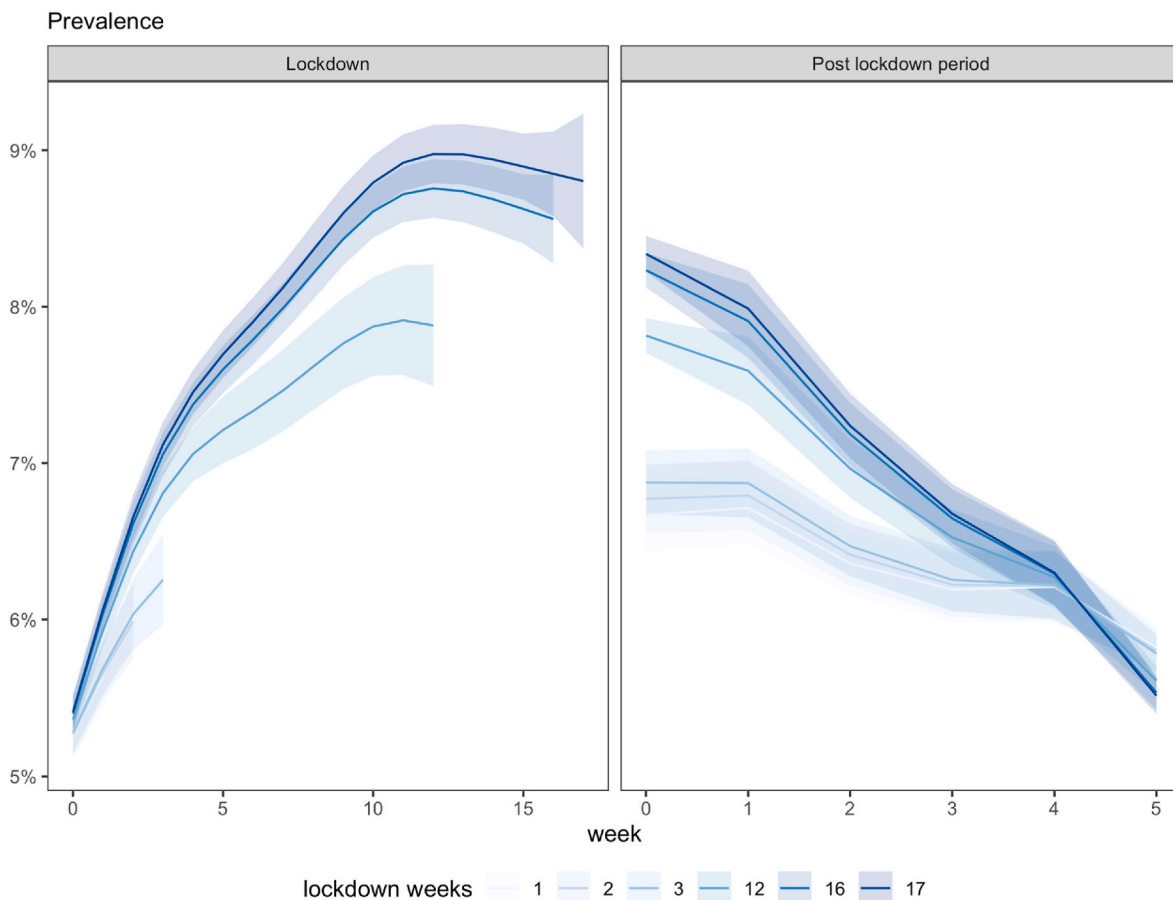 Prevalence
Lockdown
Post lockdown period
9%
8%
7%
6%
5%
0 5 10 15
0 1 2 3 4 5
week
lockdown weeks 1 2 3 12 16 17